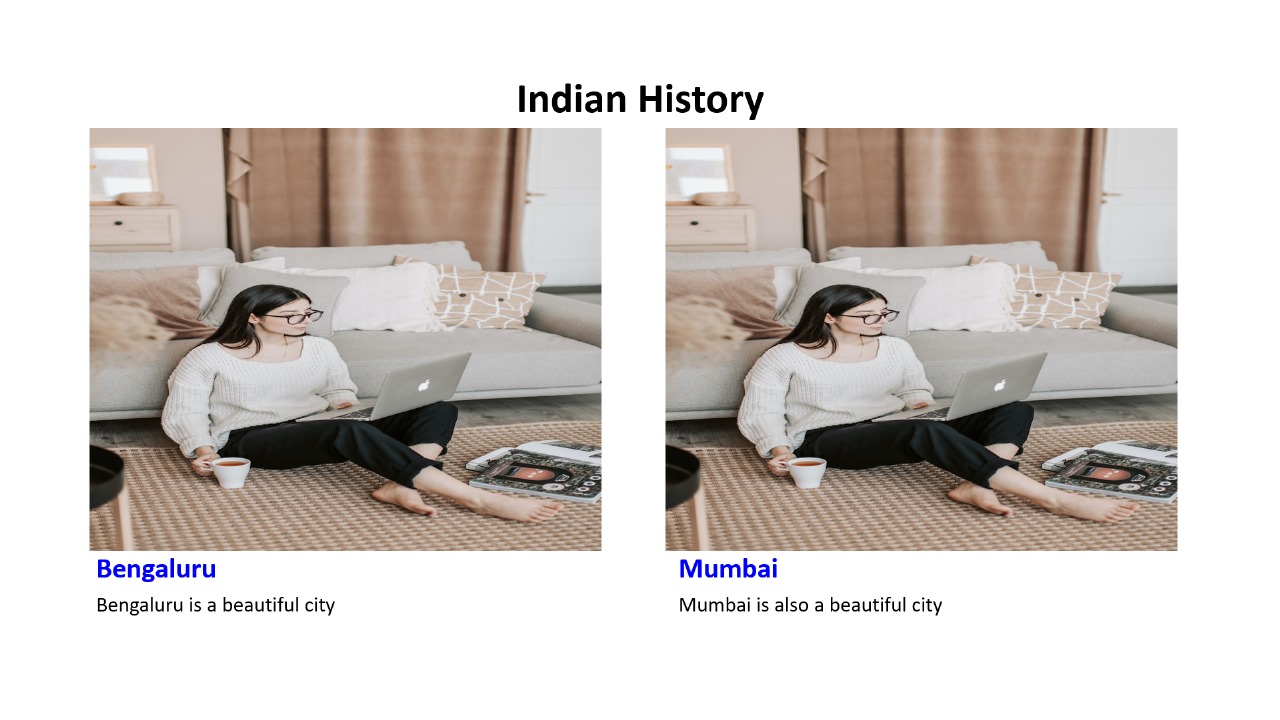 Indian History
Bengaluru
Bengaluru is a beautiful city
Mumbai
Mumbai is also a beautiful city